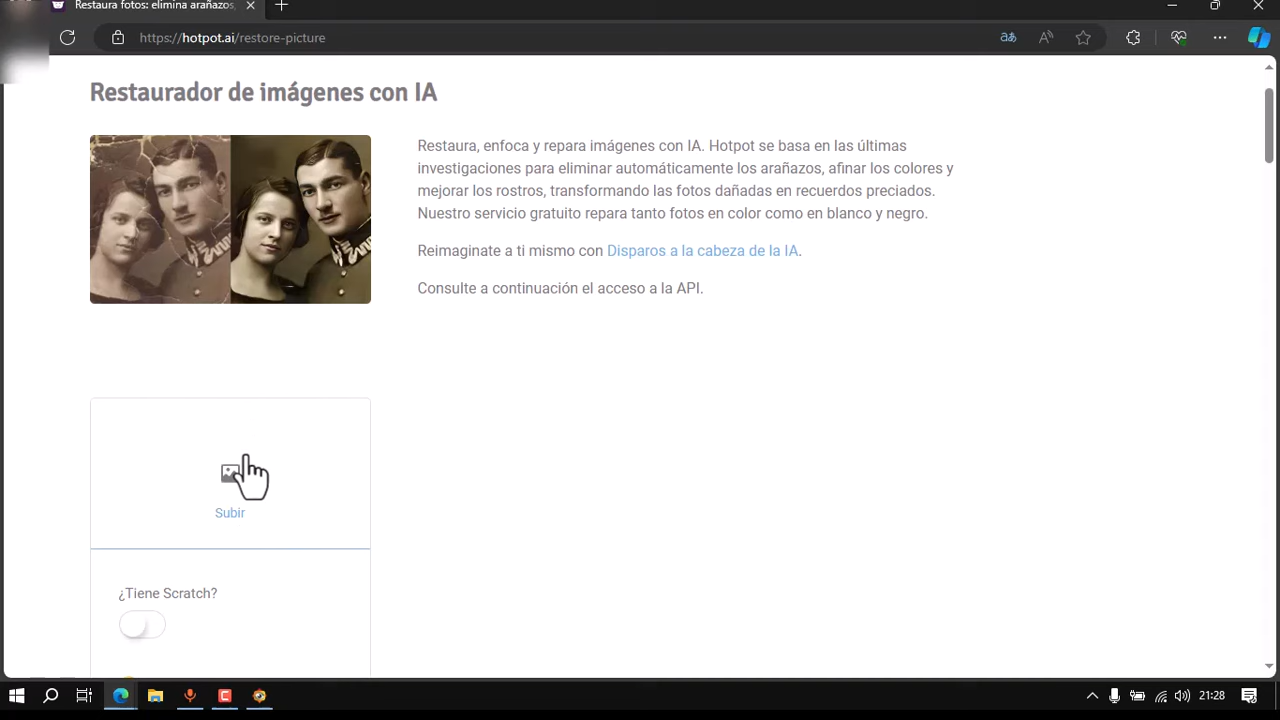 Restaura fotos: elimina arañazos,
https://hotpot.ai/restore-picture
Restaurador de imágenes con IA
Restaura, enfoca y repara imágenes con IA. Hotpot se basa en las últimas
investigaciones para eliminar automáticamente los arañazos, afinar los colores y
mejorar los rostros, transformando las fotos dañadas en recuerdos preciados.
Nuestro servicio gratuito repara tanto fotos en color como en blanco y negro.
Reimaginate a ti mismo con Disparos a la cabeza de la IA.
Consulte a continuación el acceso a la API.
Subir
¿Tiene Scratch?
21:28